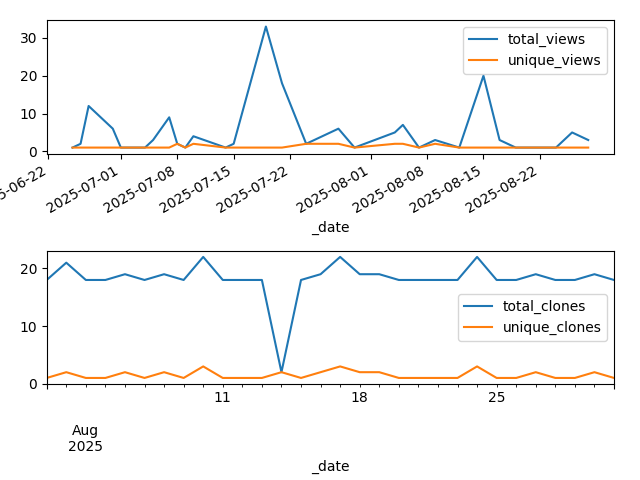 30
20
10
0
total_views
unique_views
5-06-22
2025-07-01
2025-07-08
2025-07-15
2025-07-22
2025-08-01
2025-08-08
2025-08-15
2025-08-22
_date
20
10
0
total_clones
unique_clones
11
18
25
Aug
2025
_date